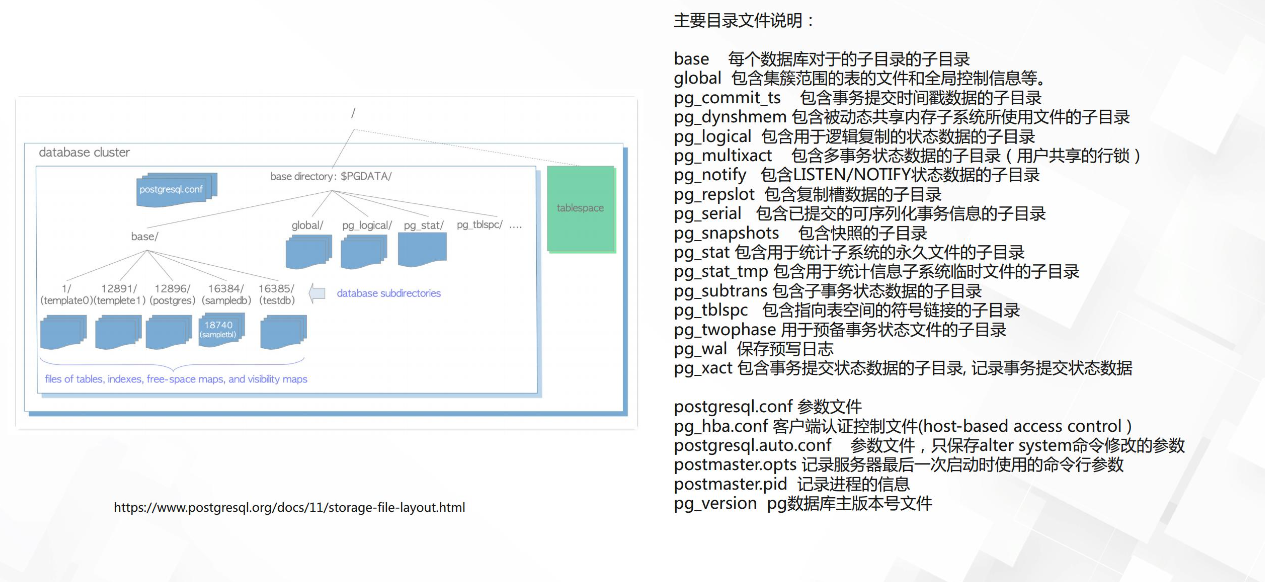 /
database cluster
postgresql.conf
base directory: $PGDATA/
tablespace
global/ pg_logical/ pg_stat/ pg_tblspc/ ....
base/
1/ 12891/ 12896/ 16384/ 16385/
(template0)(templete1) (postgres) (sampledb) (testdb)
database subdirectories
18740
(sampletbl)
files of tables, indexes, free-space maps, and visibility maps
https://www.postgresql.org/docs/11/storage-file-layout.html
主要目录文件说明：
base 每个数据库对于的子目录的子目录
global 包含集簇范围的表的文件和全局控制信息等。
pg_commit_ts 包含事务提交时间戳数据的子目录
pg_dynshmem 包含被动态共享内存子系统所使用文件的子目录
pg_logical 包含用于逻辑复制的状态数据的子目录
pg_multixact 包含多事务状态数据的子目录（用户共享的行锁）
pg_notify 包含LISTEN/NOTIFY状态数据的子目录
pg_repslot 包含复制槽数据的子目录
pg_serial 包含已提交的可序列化事务信息的子目录
pg_snapshots 包含快照的子目录
pg_stat 包含用于统计子系统的永久文件的子目录
pg_stat_tmp 包含用于统计信息子系统临时文件的子目录
pg_subtrans 包含子事务状态数据的子目录
pg_tblspc 包含指向表空间的符号链接的子目录
pg_twophase 用于预备事务状态文件的子目录
pg_wal 保存预写日志
pg_xact 包含事务提交状态数据的子目录, 记录事务提交状态数据
postgresql.conf 参数文件
pg_hba.conf 客户端认证控制文件(host-based access control）
postgresql.auto.conf 参数文件，只保存alter system命令修改的参数
postmaster.opts 记录服务器最后一次启动时使用的命令行参数
postmaster.pid 记录进程的信息
pg_version pg数据库主版本号文件